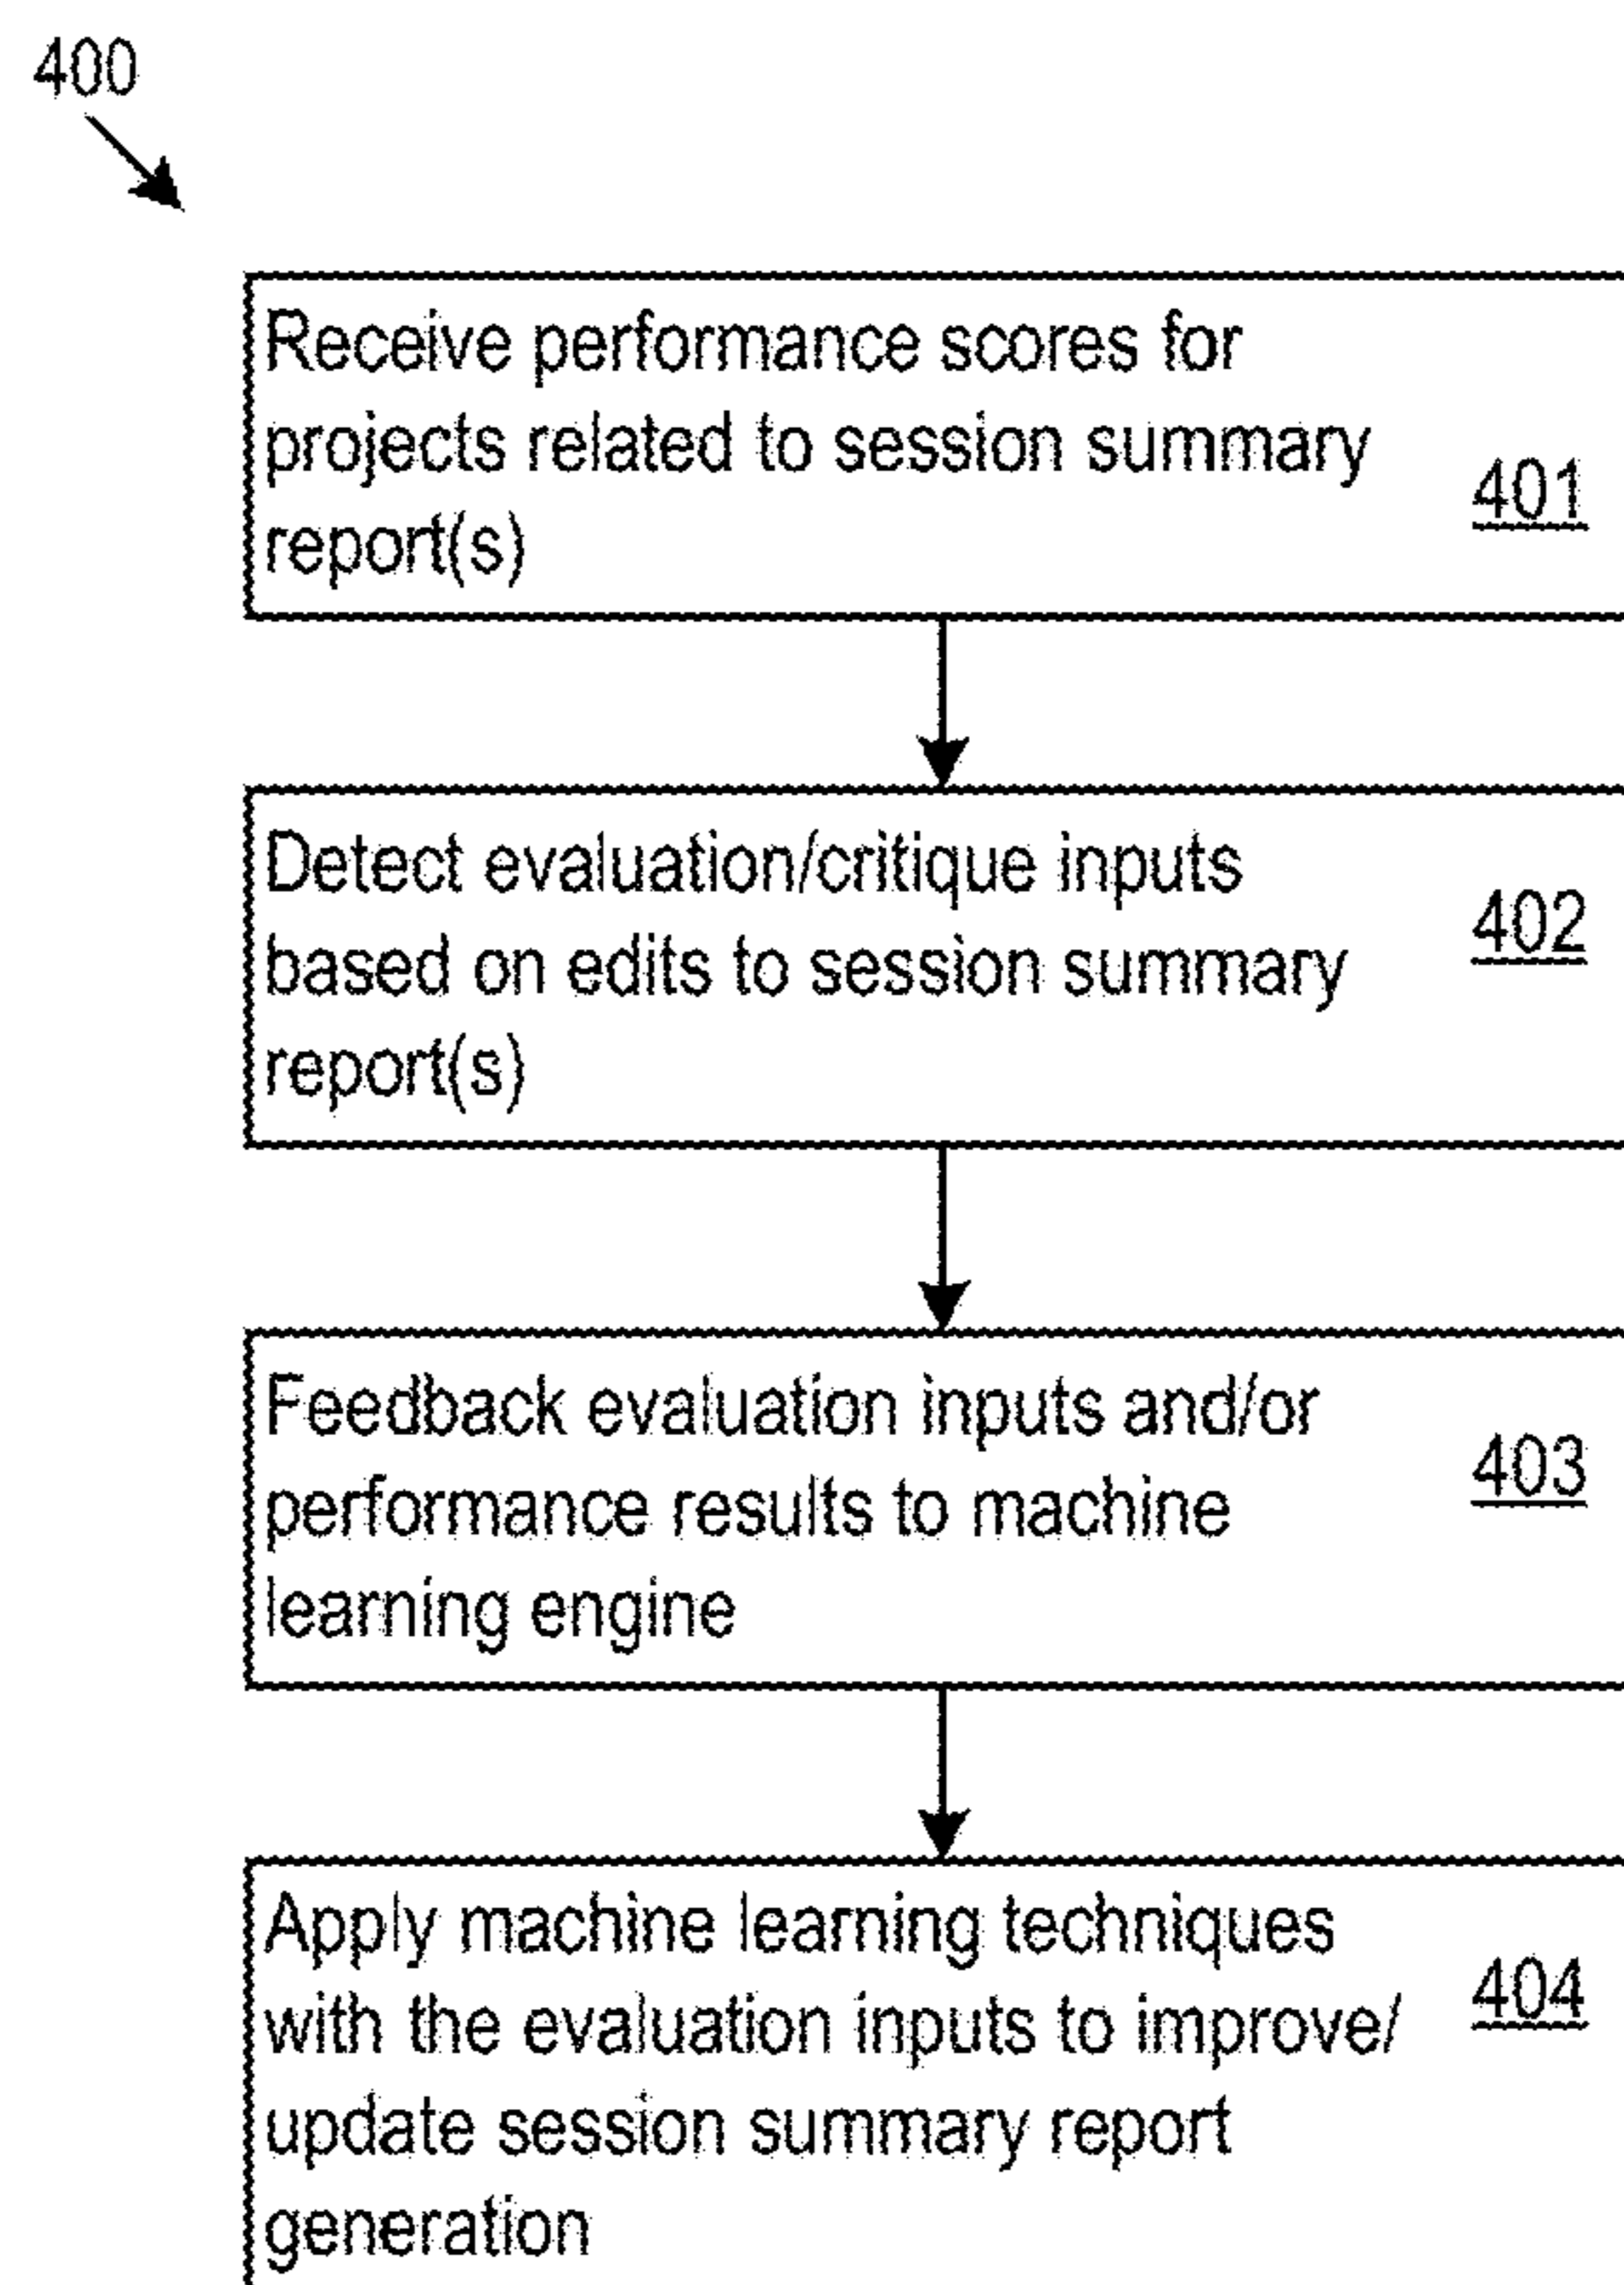 400
Receive performance scores for
projects related to session summary
report(s)
401
Detect evaluation/critique inputs
based on edits to session summary
report(s)
402
Feedback evaluation inputs and/or
performance results to machine
learning engine
403
Apply machine learning techniques
with the evaluation inputs to improve/
update session summary report
generation
404